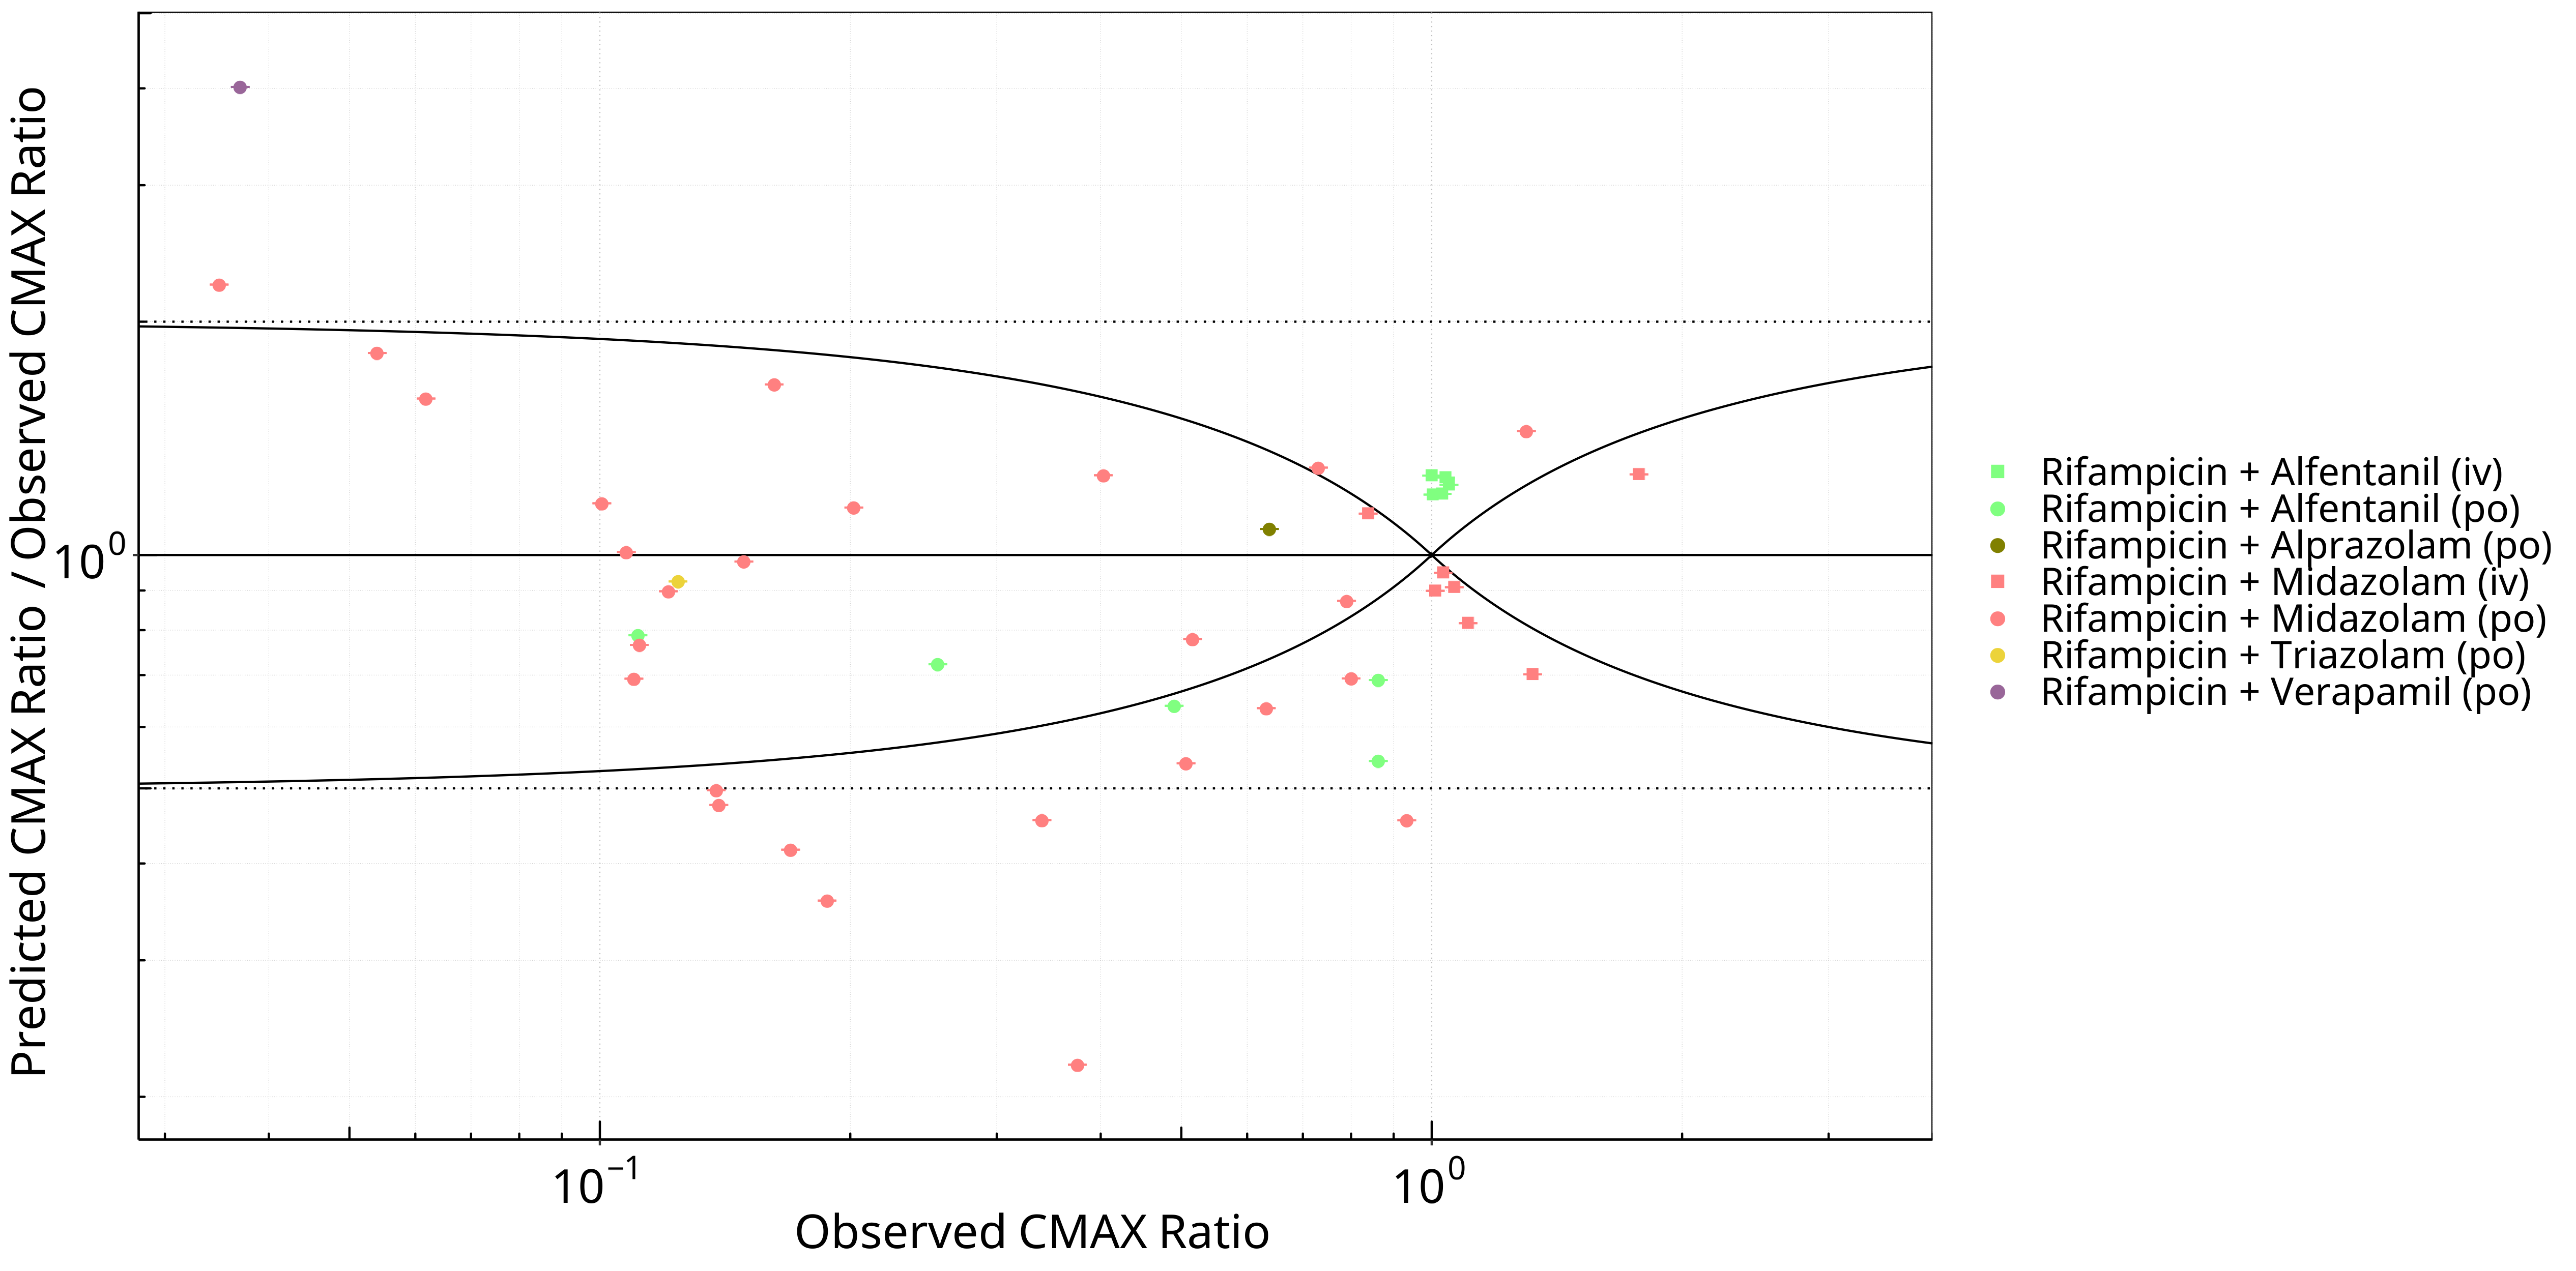 Predicted CMAX Ratio / Observed CMAX Ratio
10⁰
10⁻¹
10⁰
Observed CMAX Ratio
Rifampicin + Alfentanil (iv)
Rifampicin + Alfentanil (po)
Rifampicin + Alprazolam (po)
Rifampicin + Midazolam (iv)
Rifampicin + Midazolam (po)
Rifampicin + Triazolam (po)
Rifampicin + Verapamil (po)